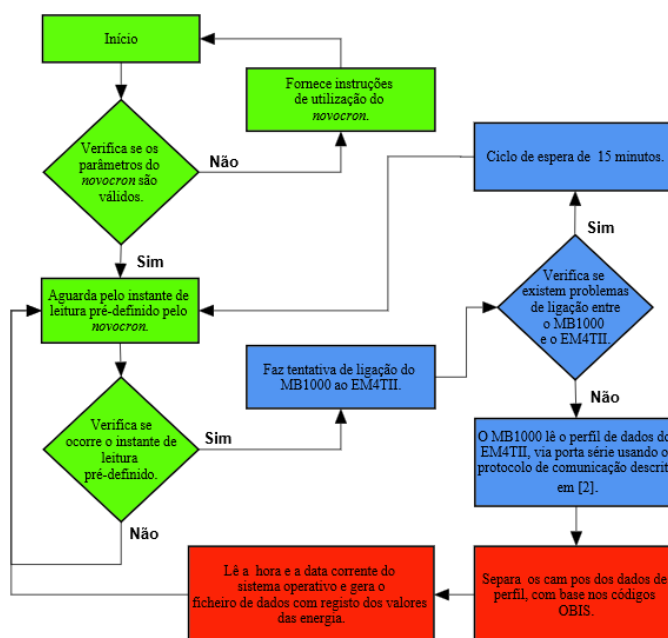 Início
Fornece instruções
de utilização do
novocron.
Verifica se os
parâmetros do
novocron são
válidos.
Não
Sim
Ciclo de espera de 15 minutos.
Sim
Aguarda pelo instante de
leitura pré-definido pelo
novocron.
Verifica se
existem problemas
de ligação entre
o MB1000
e o EM4TII.
Faz tentativa de ligação do
MB1000 ao EM4TII.
Verifica se
ocorre o instante de
leitura
pré-definido.
Sim
Não
Não
O MB1000 lê o perfil de dados do
EM4TII, via porta série usando o
protocolo de comunicação descrit
em [2].
Lê a hora e a data corrente do
sistema operativo e gera o
ficheiro de dados com registo dos valores
das energia.
Separa os cam pos dos dados de
perfil, com base nos códigos
OBIS.